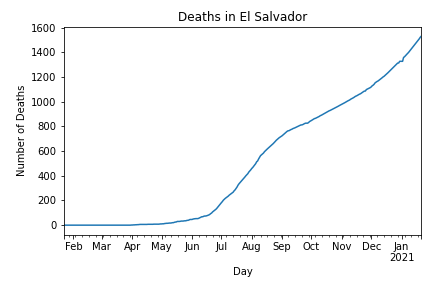 Deaths in El Salvador
Number of Deaths
1600
1400
1200
1000
800
600
400
200
0
Feb Mar Apr May Jun Jul Aug Sep Oct Nov Dec Jan
2021
Day